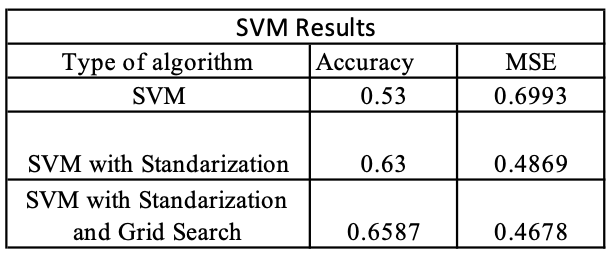 SVM Results
Type of algorithm Accuracy MSE
SVM 0.53 0.6993
SVM with Standarization 0.63 0.4869
SVM with Standarization
and Grid Search 0.6587 0.4678